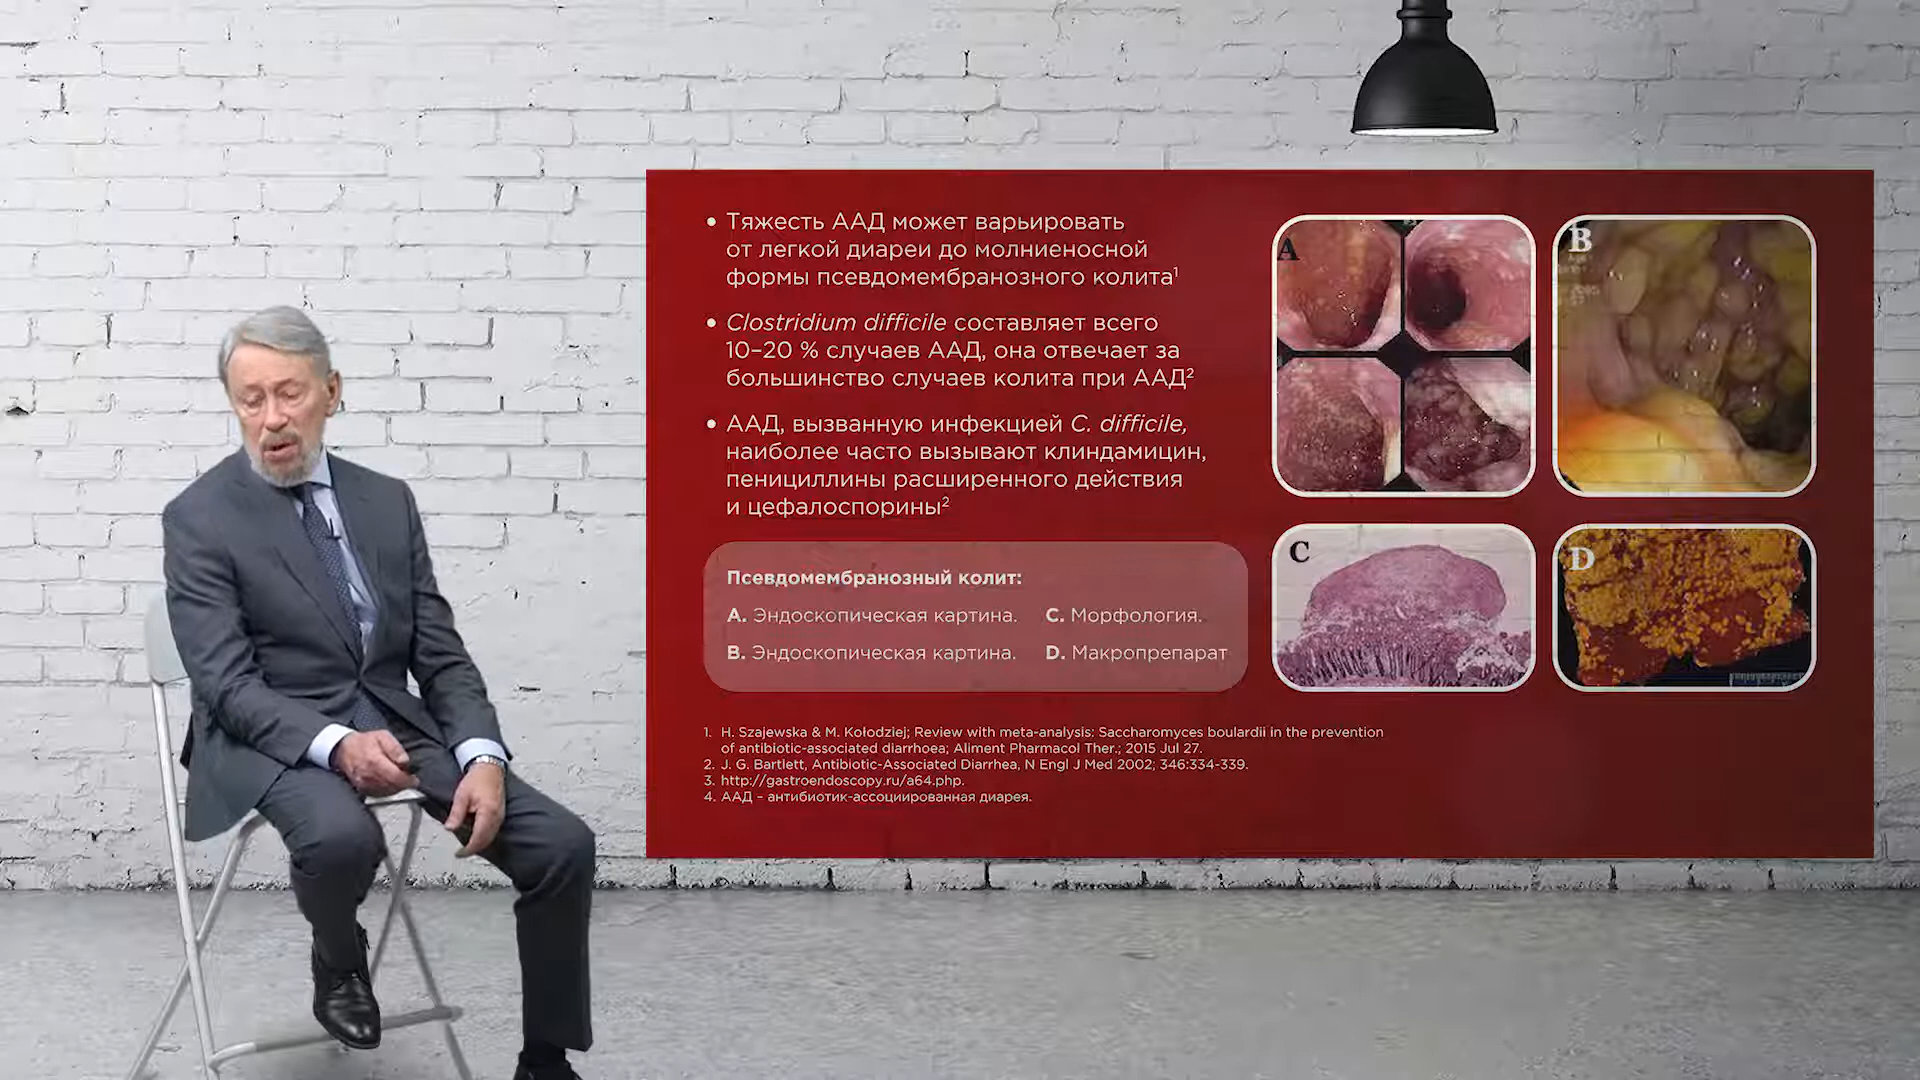 • Тяжесть ААД может варьировать
от легкой диареи до молниеносной
формы псевдомембранозного колита¹
• Clostridium difficile составляет всего
10–20 % случаев ААД, она отвечает за
большинство случаев колита при ААД²
• ААД, вызванную инфекцией C. difficile,
наиболее часто вызывают клиндамицин,
пенициллины расширенного действия
и цефалоспорины²
Псевдомембранозный колит:
A. Эндоскопическая картина. C. Морфология.
B. Эндоскопическая картина. D. Макропрепарат
A
B
C
D
1. H. Szajewska & M. Kołodziej; Review with meta-analysis: Saccharomyces boulardii in the prevention
of antibiotic-associated diarrhoea; Aliment Pharmacol Ther.; 2015 Jul 27.
2. J. G. Bartlett, Antibiotic-Associated Diarrhea, N Engl J Med 2002; 346:334-339.
3. http://gastroendoscopy.ru/a64.php.
4. ААД – антибиотик-ассоциированная диарея.